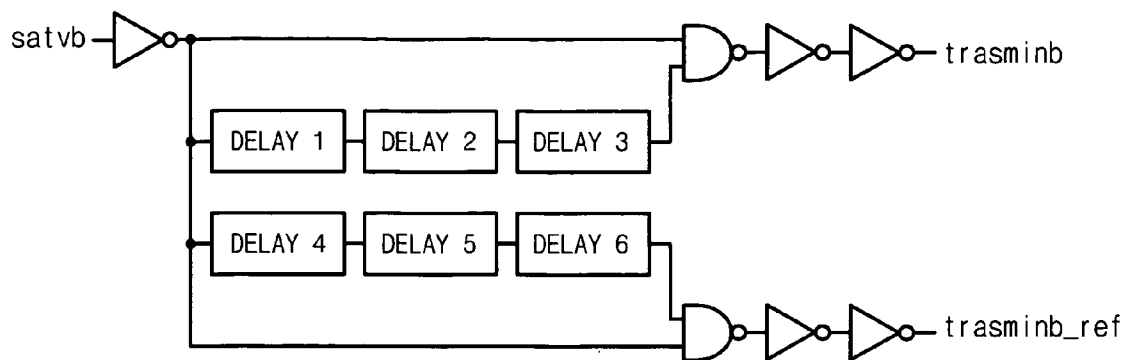 satvb
trasminb
DELAY 1
DELAY 2
DELAY 3
DELAY 4
DELAY 5
DELAY 6
trasminb_ref